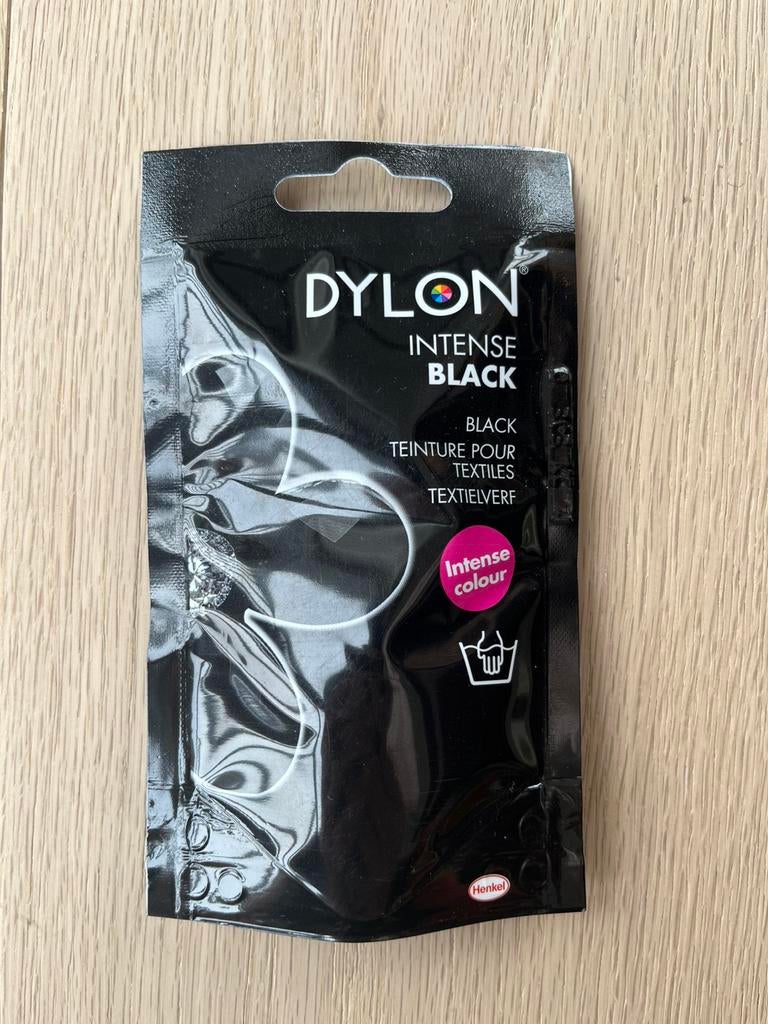 DYLON®
INTENSE
BLACK
BLACK
TEINTURE POUR
TEXTILES
TEXTIELVERF
Intense
colour
Henkel